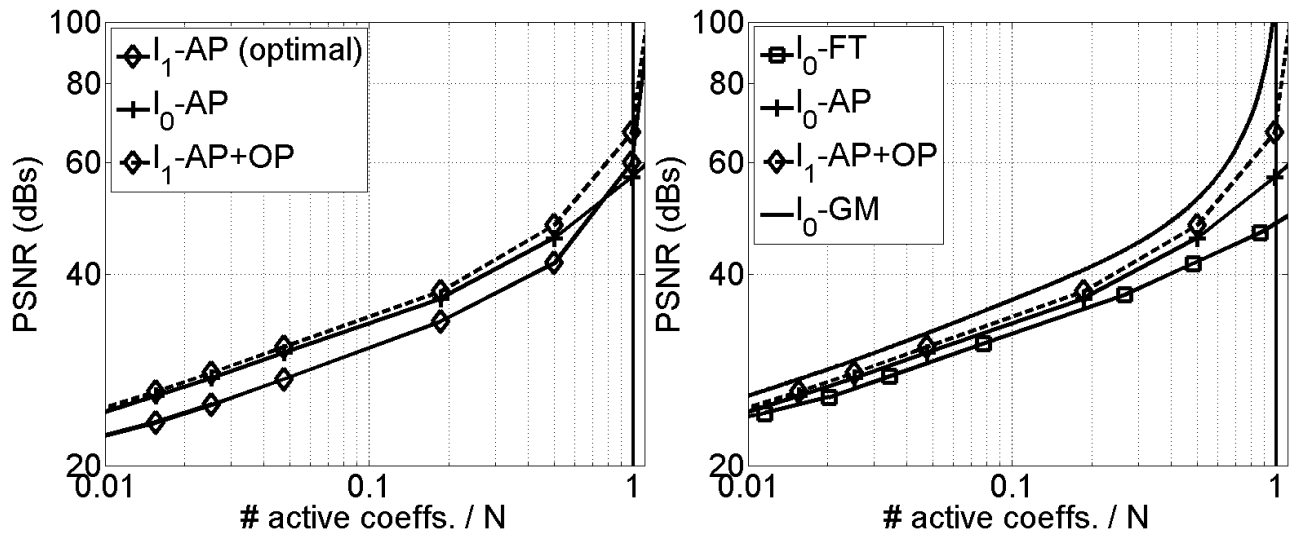 100
80
60
40
20
PSNR (dBs)
l1-AP (optimal)
l0-AP
l1-AP+OP
0.01
0.1
1
# active coeffs. / N
100
80
60
40
20
PSNR (dBs)
l0-FT
l0-AP
l1-AP+OP
l0-GM
0.01
0.1
1
# active coeffs. / N